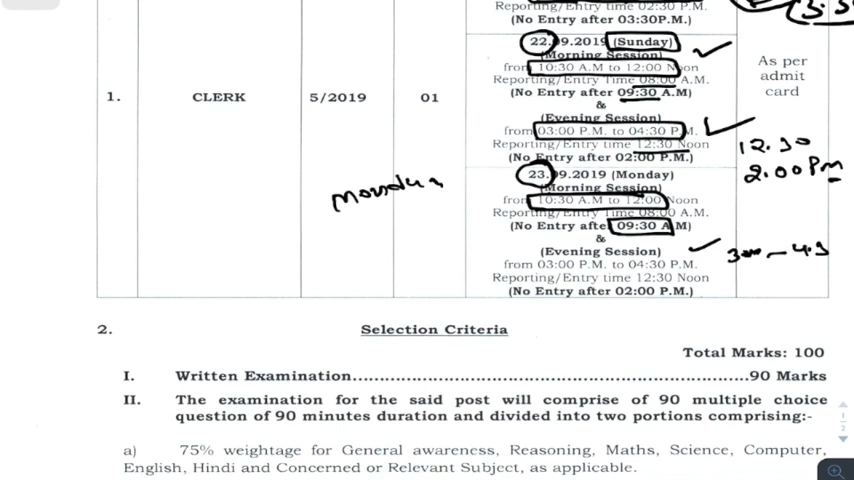 Reporting/Entry time 02:30 P.M.
(No Entry after 03:30P.M.)
3.3
22.09.2019 (Sunday)
(Morning Session)
from 10:30 A.M to 12:00 Noon
Reporting/Entry Time 08:00 A.M.
(No Entry after 09:30 A.M)
&
(Evening Session)
from 03:00 P.M. to 04:30 P.M.
Reporting/Entry time 12:30 Noon
(No Entry after 02:00 P.M.)
1.
CLERK
5/2019
01
As per
admit
card
12.30
2.00 Pm
23.09.2019 (Monday)
(Morning Session)
from 10:30 A.M to 12:00 Noon
Reporting/Entry Time 08:00 A.M.
(No Entry after 09:30 A.M)
&
(Evening Session)
from 03:00 P.M. to 04:30 P.M.
Reporting/Entry time 12:30 Noon
(No Entry after 02:00 P.M.)
2.
Selection Criteria
Total Marks: 100
I. Written Examination.......................................................................90 Marks
II. The examination for the said post will comprise of 90 multiple choice
question of 90 minutes duration and divided into two portions comprising:-
a) 75% weightage for General awareness, Reasoning, Maths, Science, Computer,
English, Hindi and Concerned or Relevant Subject, as applicable.
1
2